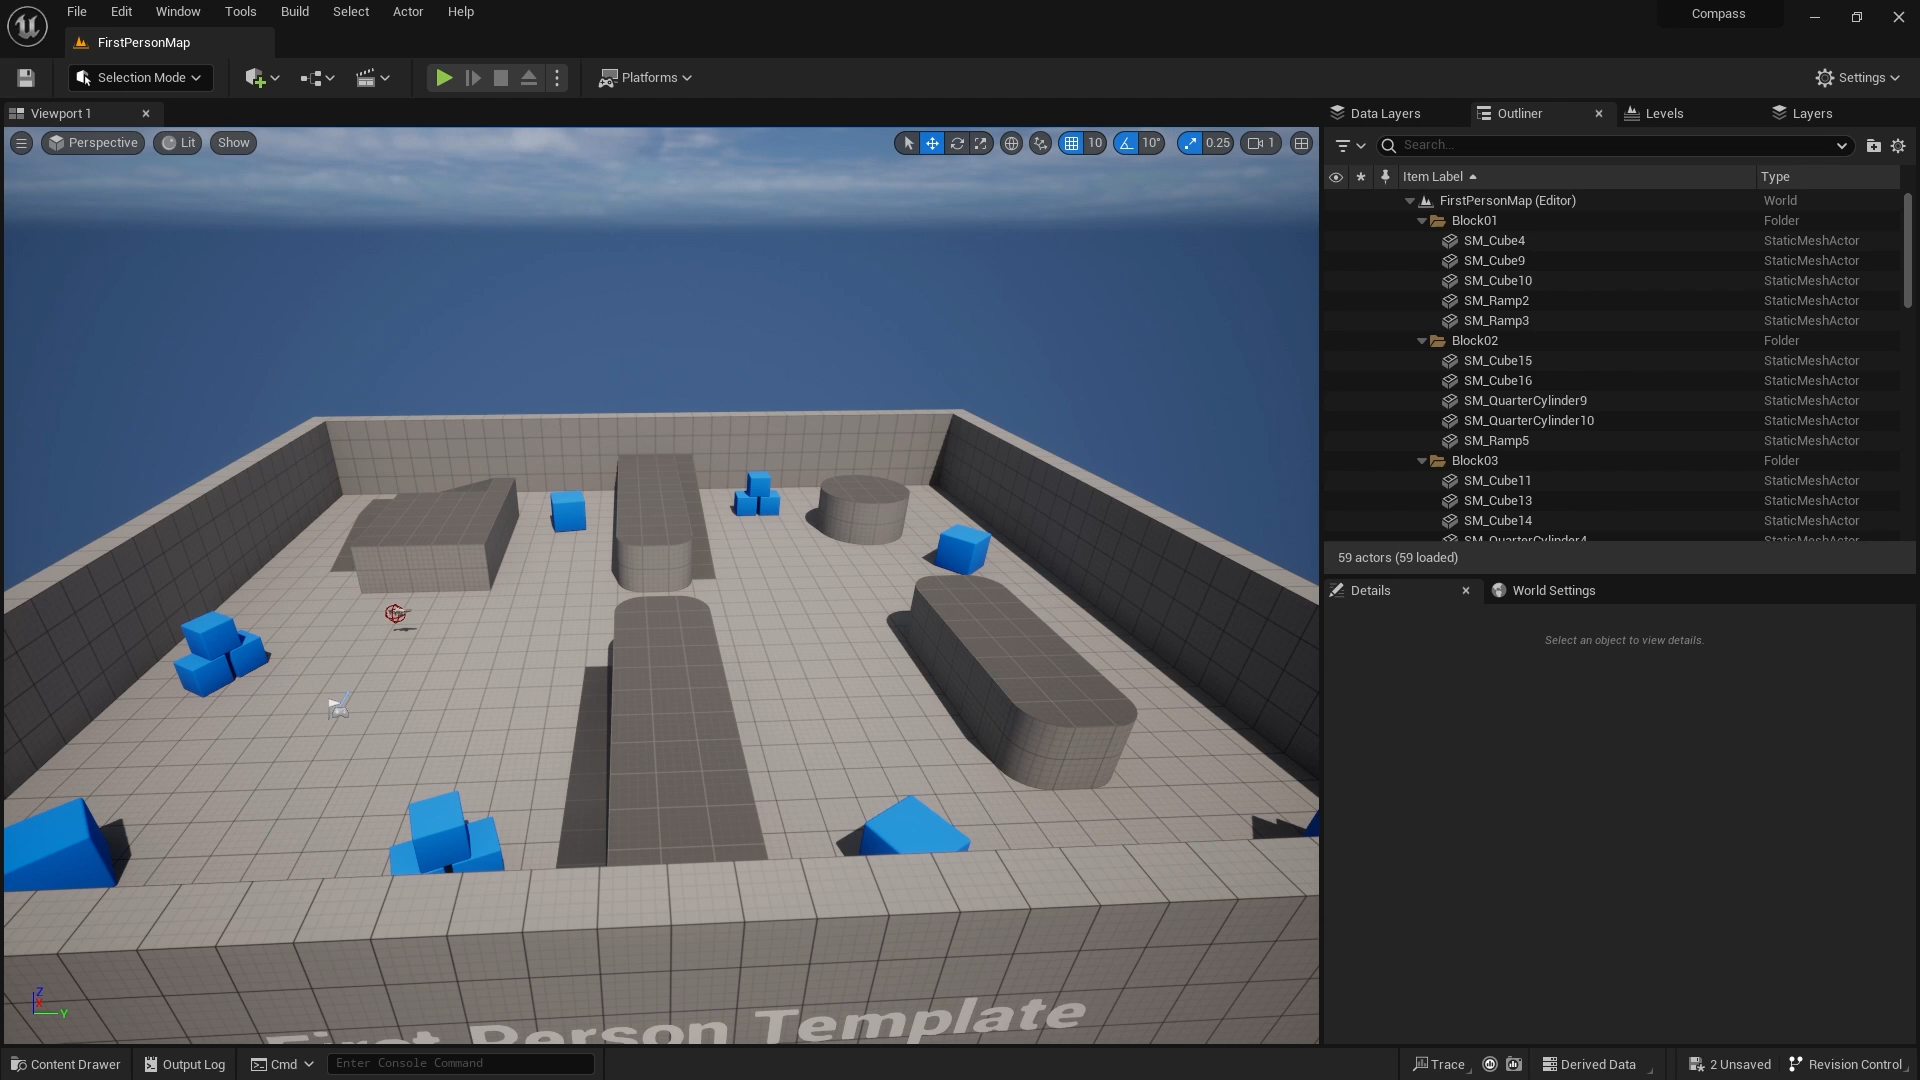 File Edit Window Tools Build Select Actor Help
Compass
FirstPersonMap
Selection Mode
Platforms
Settings
Viewport 1
Data Layers
Outliner
Levels
Layers
Perspective
Lit
Show
10
10°
0.25
1
Search...
Item Label
Type
FirstPersonMap (Editor) World
Block01 Folder
SM_Cube4 StaticMeshActor
SM_Cube9 StaticMeshActor
SM_Cube10 StaticMeshActor
SM_Ramp2 StaticMeshActor
SM_Ramp3 StaticMeshActor
Block02 Folder
SM_Cube15 StaticMeshActor
SM_Cube16 StaticMeshActor
SM_QuarterCylinder9 StaticMeshActor
SM_QuarterCylinder10 StaticMeshActor
SM_Ramp5 StaticMeshActor
Block03 Folder
SM_Cube11 StaticMeshActor
SM_Cube13 StaticMeshActor
SM_Cube14 StaticMeshActor
SM_QuarterCylinder4 StaticMeshActor
59 actors (59 loaded)
Details
World Settings
Select an object to view details.
Z
X
Y
First Person Template
Content Drawer
Output Log
Cmd
Enter Console Command
Trace
Derived Data
2 Unsaved
Revision Control